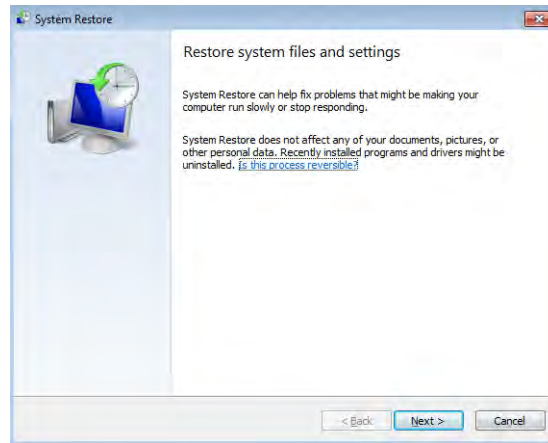 System Restore
Restore system files and settings
System Restore can help fix problems that might be making your
computer run slowly or stop responding.
System Restore does not affect any of your documents, pictures, or
other personal data. Recently installed programs and drivers might be
uninstalled. Is this process reversible?
< Back Next > Cancel